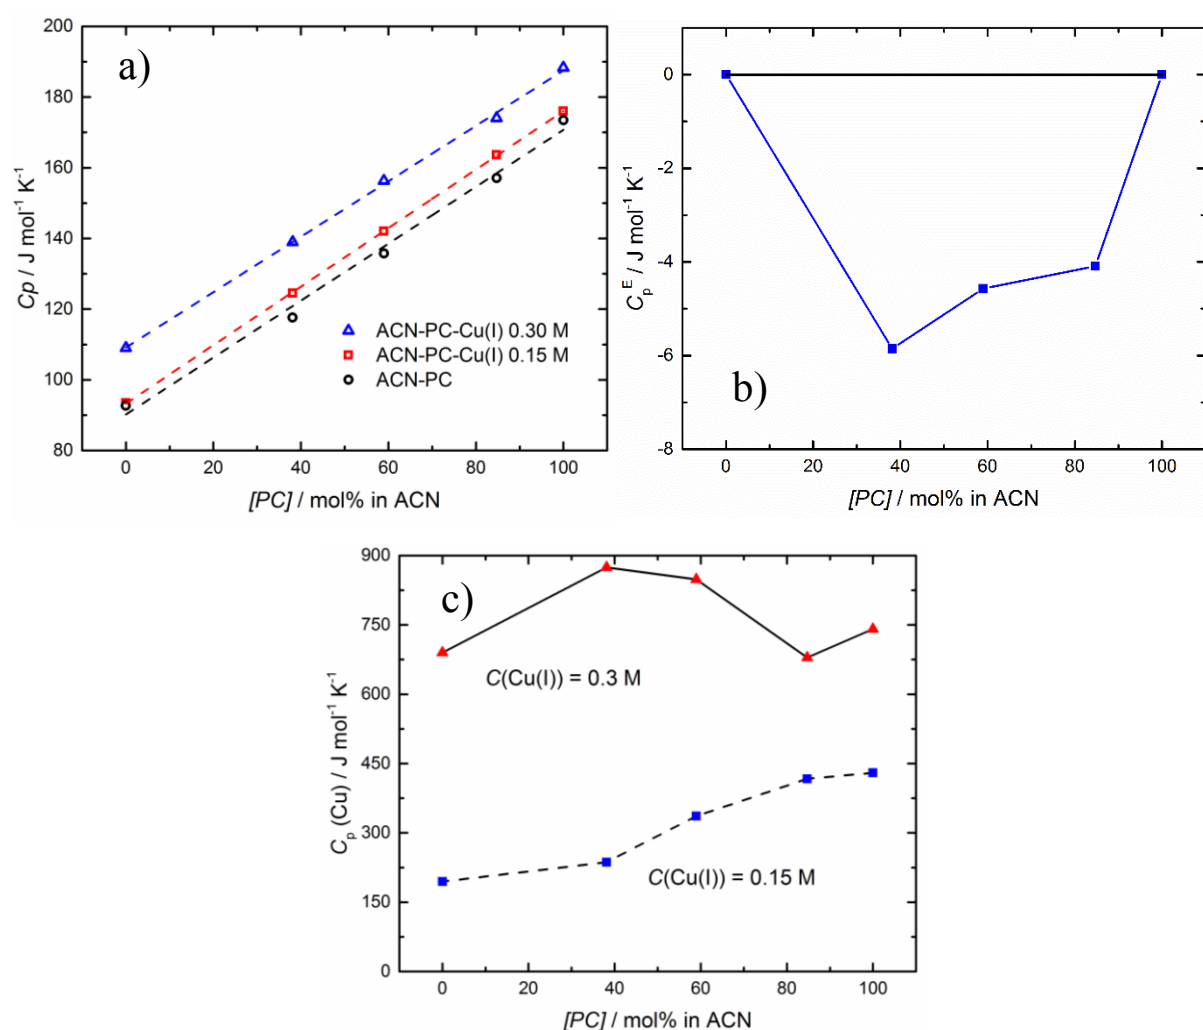 a)
200
180
160
140
120
100
80
Cp / J mol⁻¹ K⁻¹
ACN-PC-Cu(I) 0.30 M
ACN-PC-Cu(I) 0.15 M
ACN-PC
0 20 40 60 80 100
[PC] / mol% in ACN
b)
0
-2
-4
-6
-8
Cₚᴱ / J mol⁻¹ K⁻¹
0 20 40 60 80 100
[PC] / mol% in ACN
c)
900
750
600
450
300
150
0
Cₚ (Cu) / J mol⁻¹ K⁻¹
C(Cu(I)) = 0.3 M
C(Cu(I)) = 0.15 M
0 20 40 60 80 100
[PC] / mol% in ACN